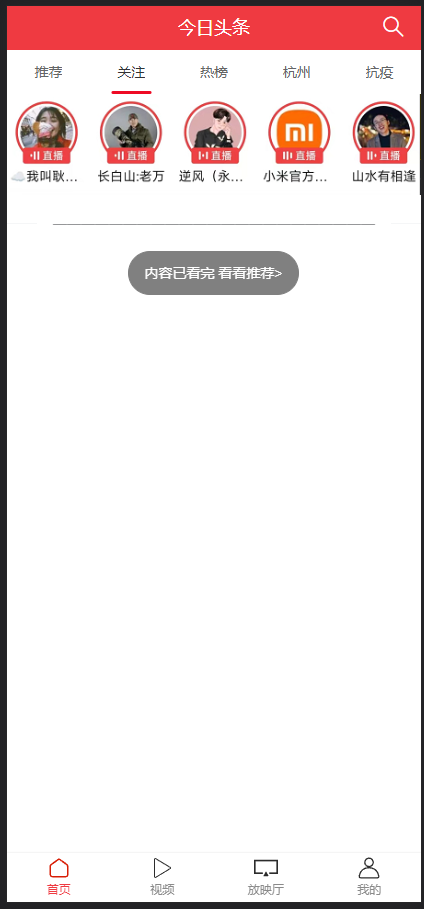 今日头条
推荐 关注 热榜 杭州 抗疫
直播 直播 直播 直播 直播
☁️我叫耿... 长白山:老万 逆风（永... 小米官方... 山水有相逢
内容已看完 看看推荐>
首页 视频 放映厅 我的